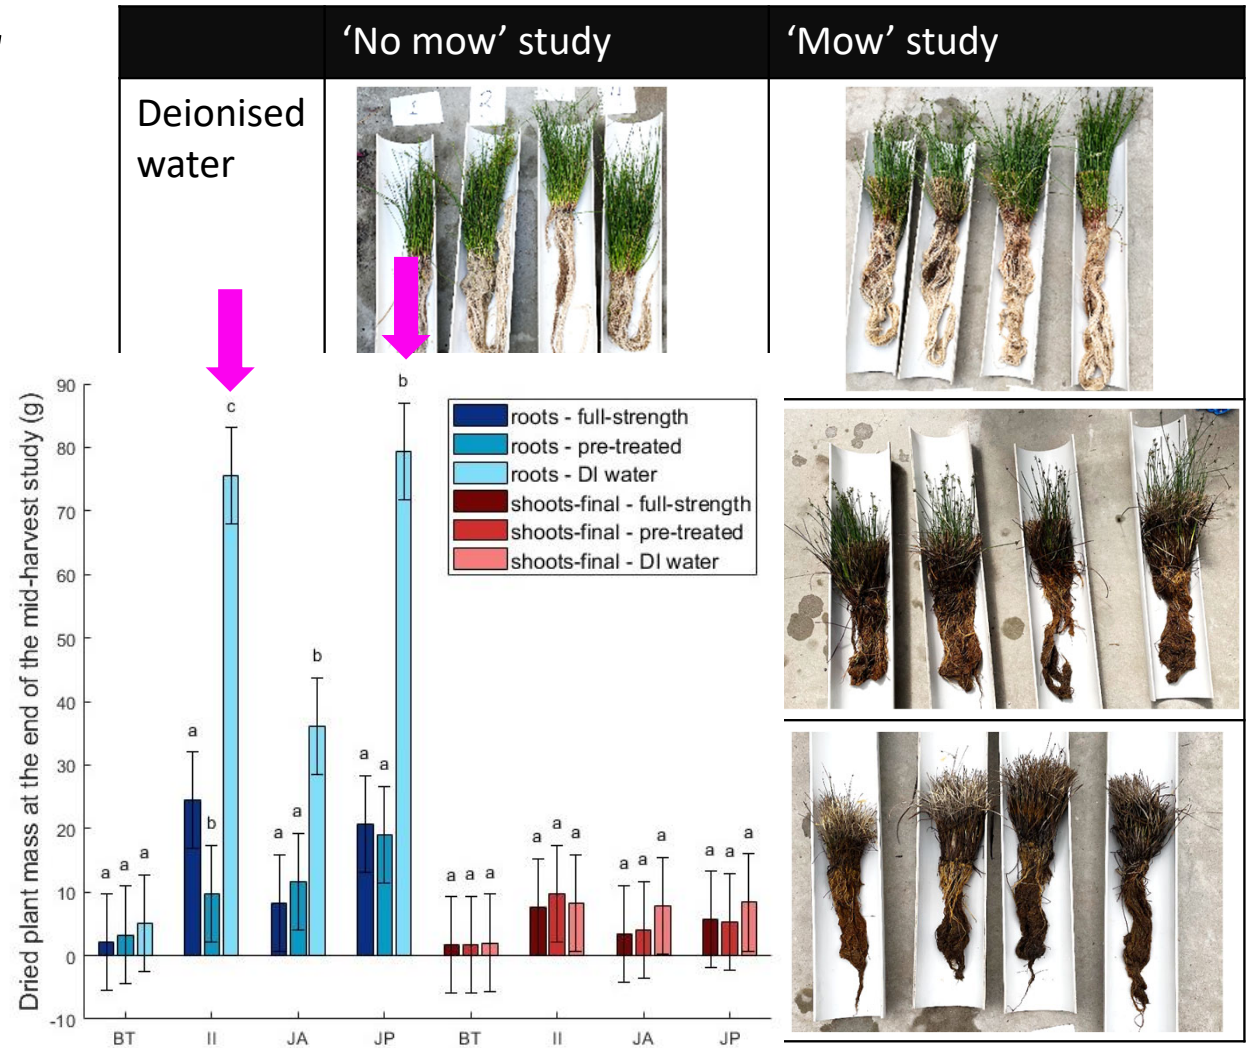 ‘No mow’ study
‘Mow’ study
Deionised
water
1
2
Dried plant mass at the end of the mid-harvest study (g)
90
80
70
60
50
40
30
20
10
0
-10
roots - full-strength
roots - pre-treated
roots - DI water
shoots-final - full-strength
shoots-final - pre-treated
shoots-final - DI water
a a a
a b c
a a b
a a b
a a a
a a a
a a a
a a a
BT II JA JP BT II JA JP